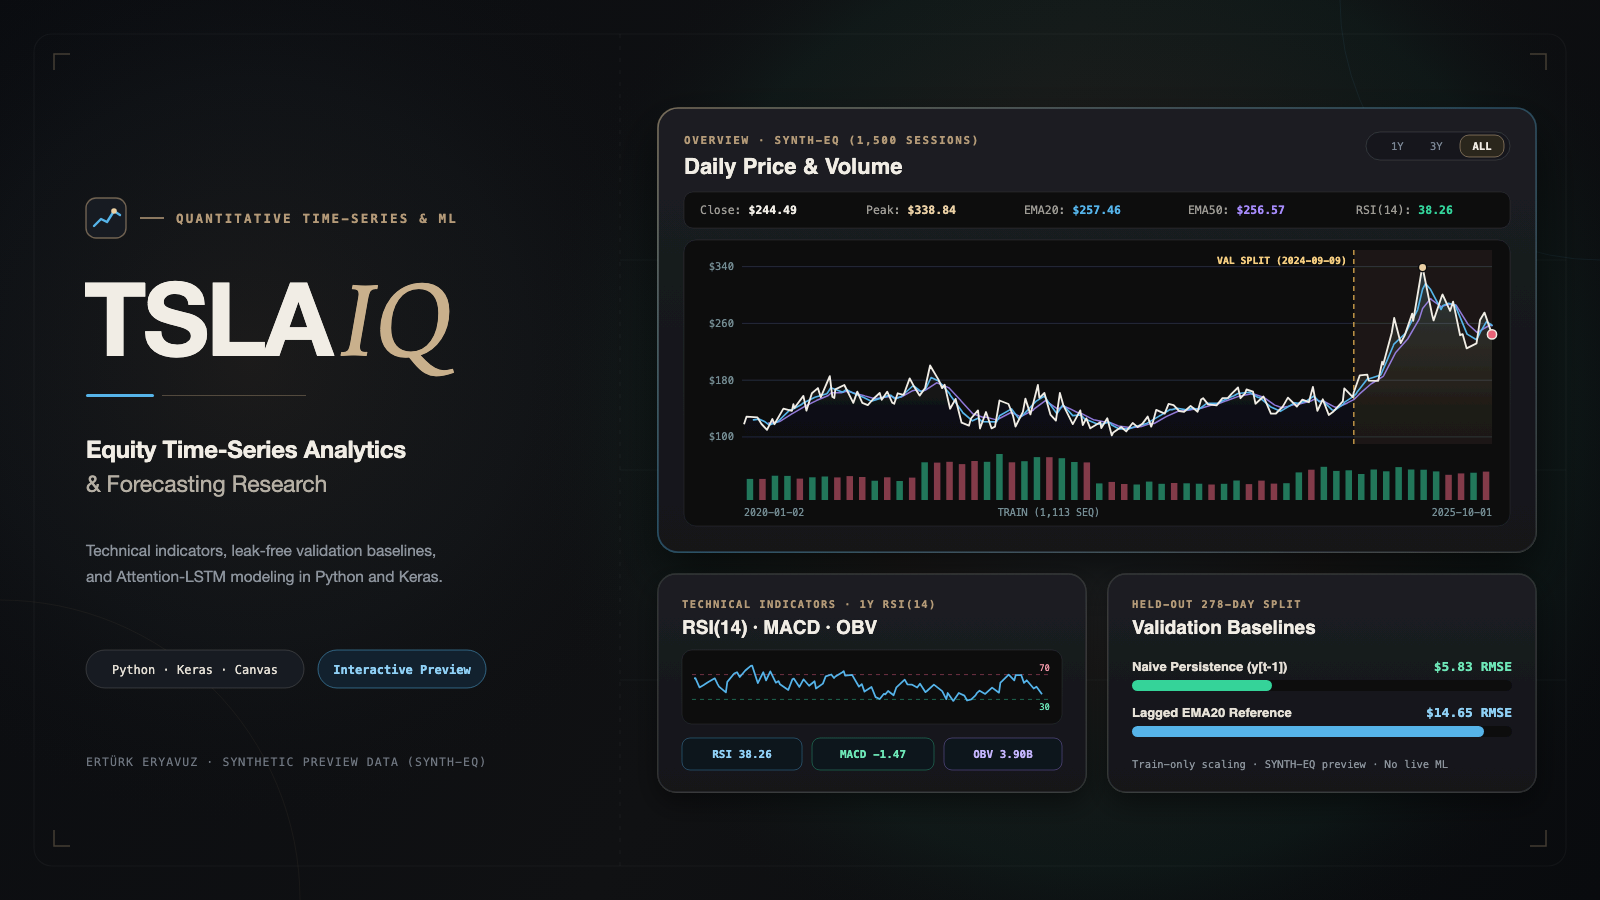 QUANTITATIVE TIME-SERIES & ML
TSLA IQ
Equity Time-Series Analytics
& Forecasting Research
Technical indicators, leak-free validation baselines,
and Attention-LSTM modeling in Python and Keras.
Python · Keras · Canvas
Interactive Preview
ERTÜRK ERYAVUZ · SYNTHETIC PREVIEW DATA (SYNTH-EQ)
OVERVIEW · SYNTH-EQ (1,500 SESSIONS)
Daily Price & Volume
1Y 3Y ALL
Close: $244.49 Peak: $338.84 EMA20: $257.46 EMA50: $256.57 RSI(14): 38.26
VAL SPLIT (2024-09-09)
$340
$260
$180
$100
2020-01-02 TRAIN (1,113 SEQ) 2025-10-01
TECHNICAL INDICATORS · 1Y RSI(14)
RSI(14) · MACD · OBV
70
30
RSI 38.26 MACD -1.47 OBV 3.90B
HELD-OUT 278-DAY SPLIT
Validation Baselines
Naive Persistence (y[t-1]) $5.83 RMSE
Lagged EMA20 Reference $14.65 RMSE
Train-only scaling · SYNTH-EQ preview · No live ML